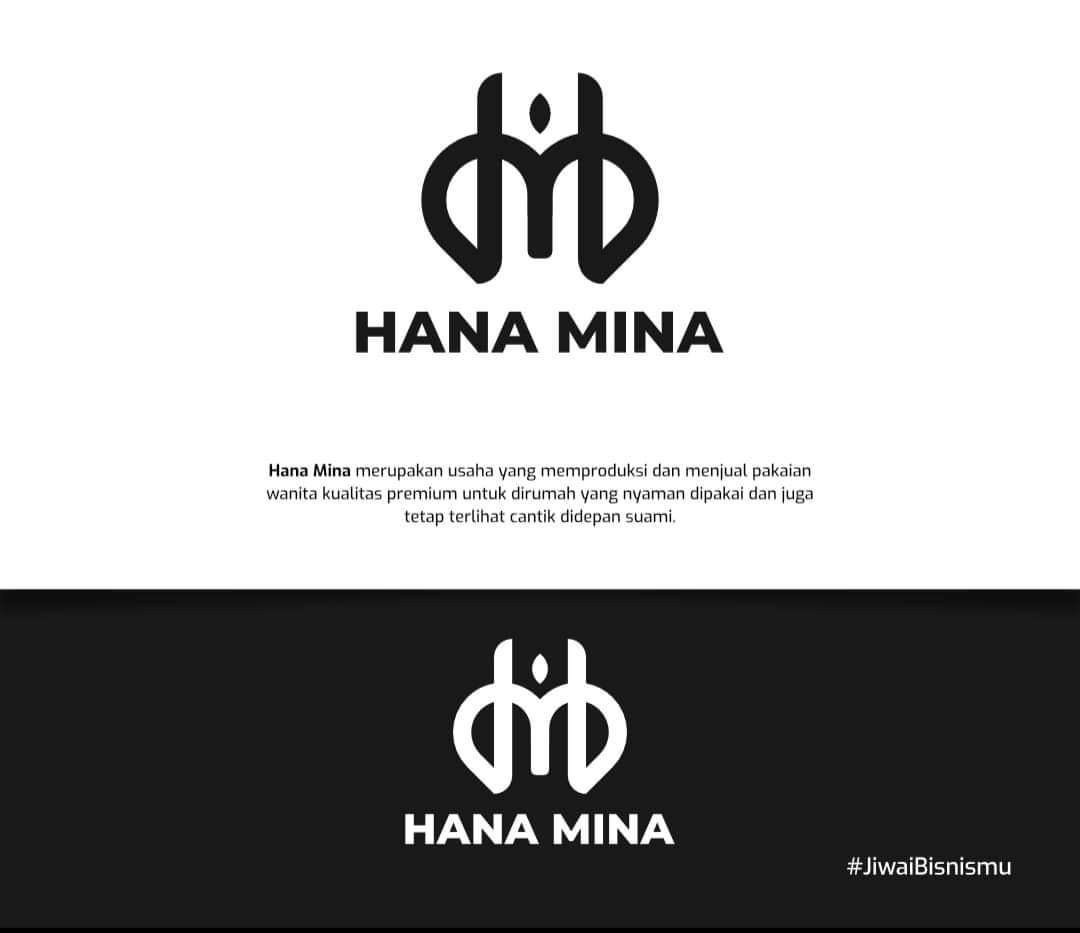 HANA MINA
Hana Mina merupakan usaha yang memproduksi dan menjual pakaian
wanita kualitas premium untuk dirumah yang nyaman dipakai dan juga
tetap terlihat cantik didepan suami.
HANA MINA
#JiwaiBisnismu